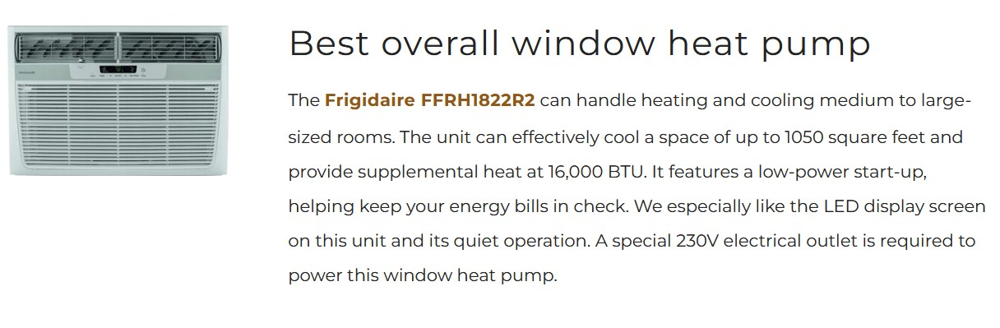 Best overall window heat pump
The Frigidaire FFRH1822R2 can handle heating and cooling medium to large-
sized rooms. The unit can effectively cool a space of up to 1050 square feet and
provide supplemental heat at 16,000 BTU. It features a low-power start-up,
helping keep your energy bills in check. We especially like the LED display screen
on this unit and its quiet operation. A special 230V electrical outlet is required to
power this window heat pump.